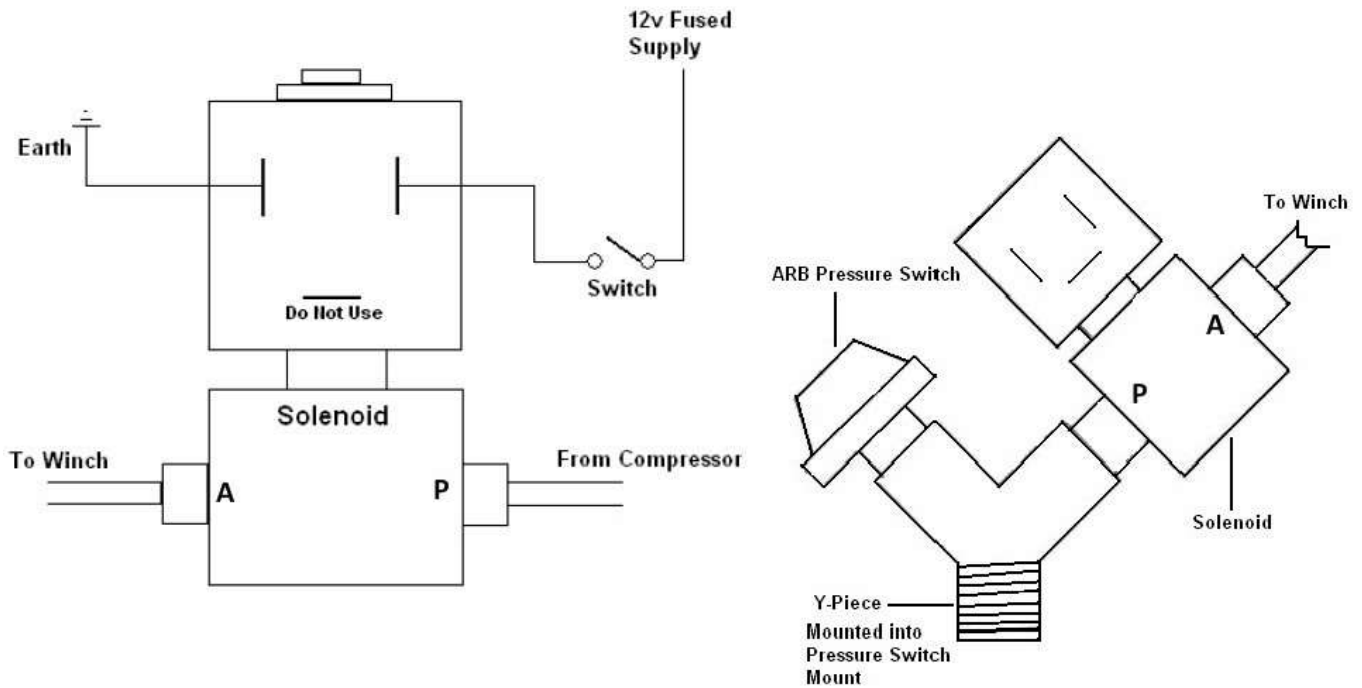 12v Fused
Supply
Earth
Switch
Do Not Use
Solenoid
To Winch
A
P
From Compressor
To Winch
ARB Pressure Switch
A
P
Solenoid
Y-Piece
Mounted into
Pressure Switch
Mount